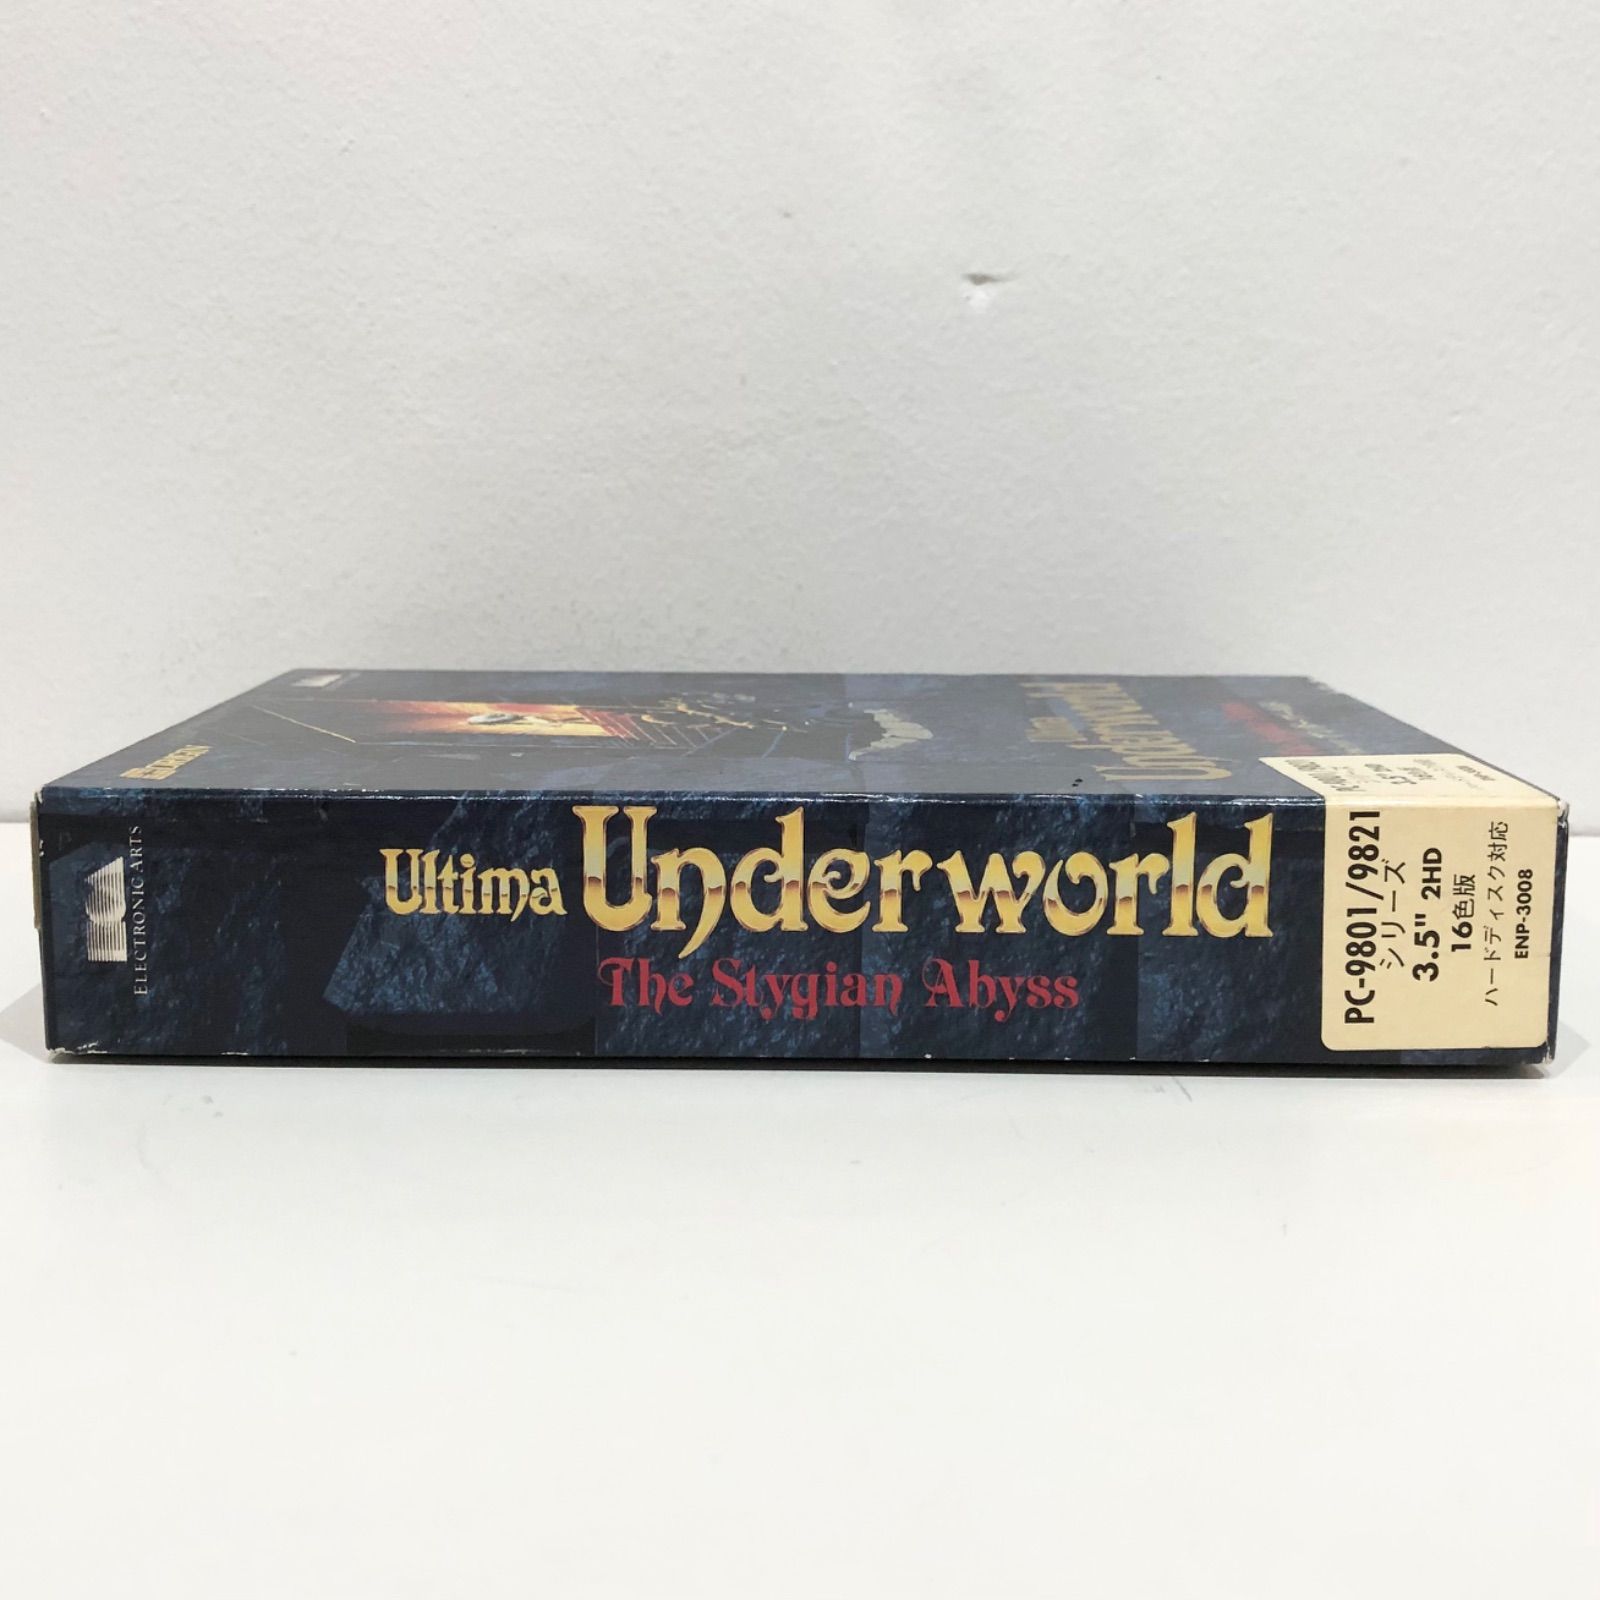 ORIGIN
ELECTRONIC ARTS
Ultima Underworld
The Stygian Abyss
PC-9801/9821
シリーズ
3.5" 2HD
16色版
ハードディスク対応
ENP-3008